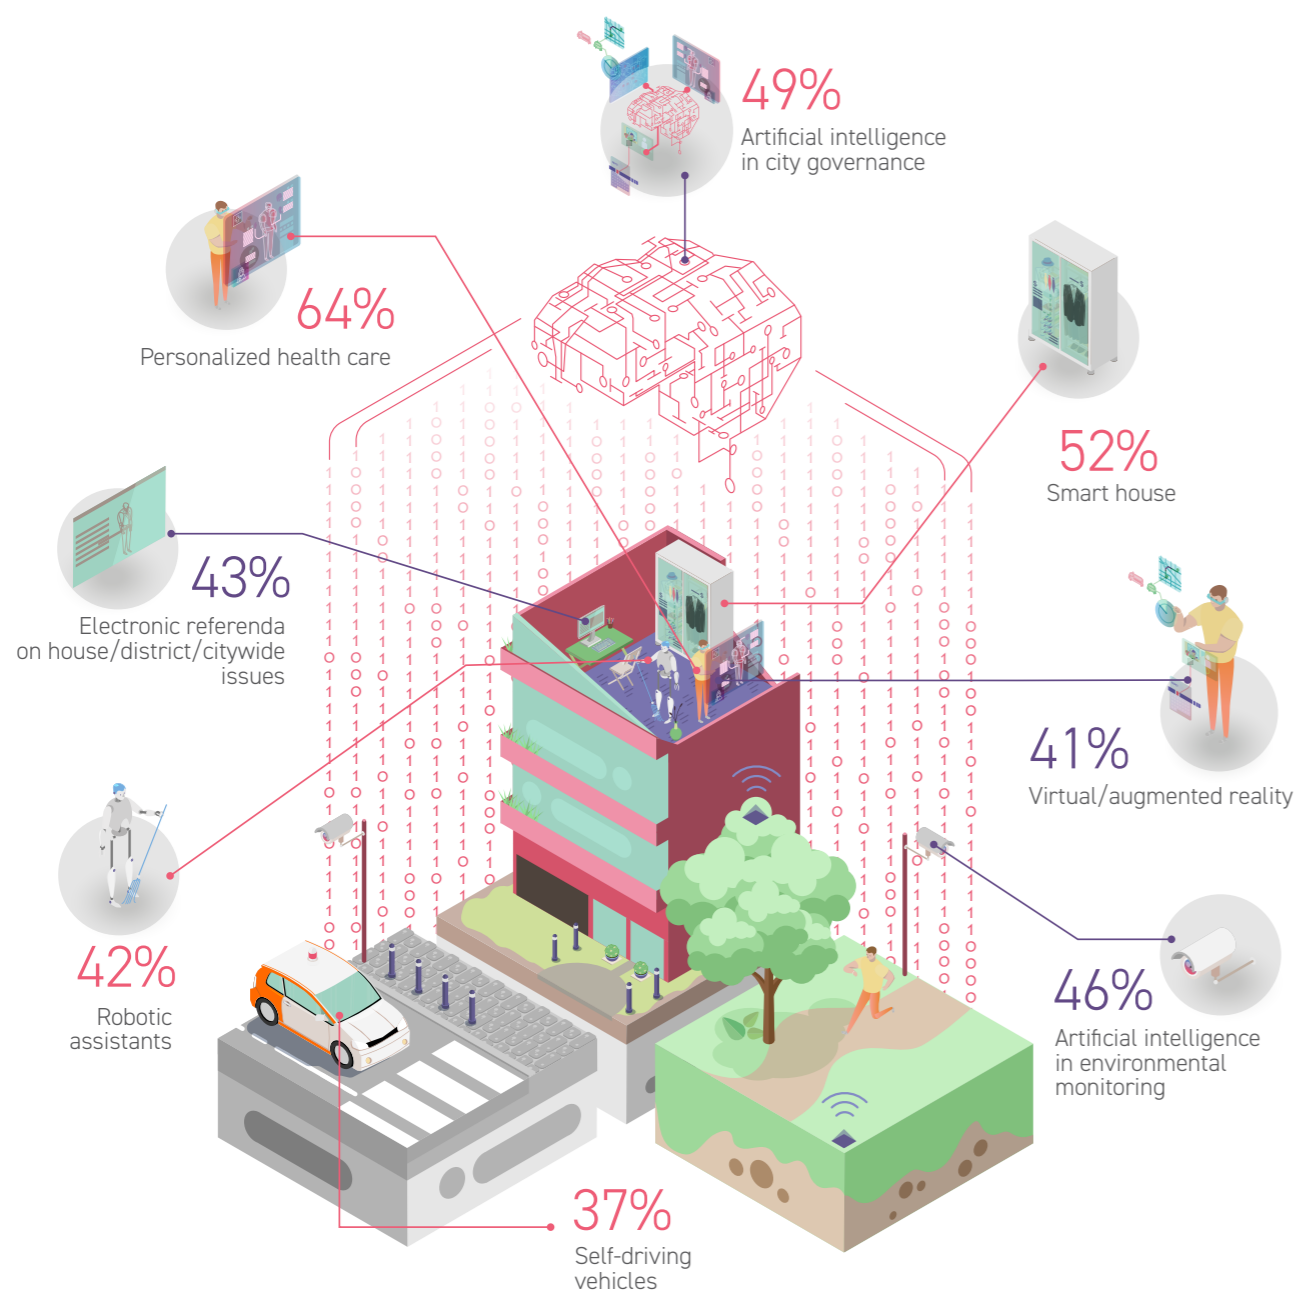 49%
Artificial intelligence
in city governance
64%
Personalized health care
52%
Smart house
43%
Electronic referenda
on house/district/citywide
issues
41%
Virtual/augmented reality
42%
Robotic
assistants
46%
Artificial intelligence
in environmental
monitoring
37%
Self-driving
vehicles